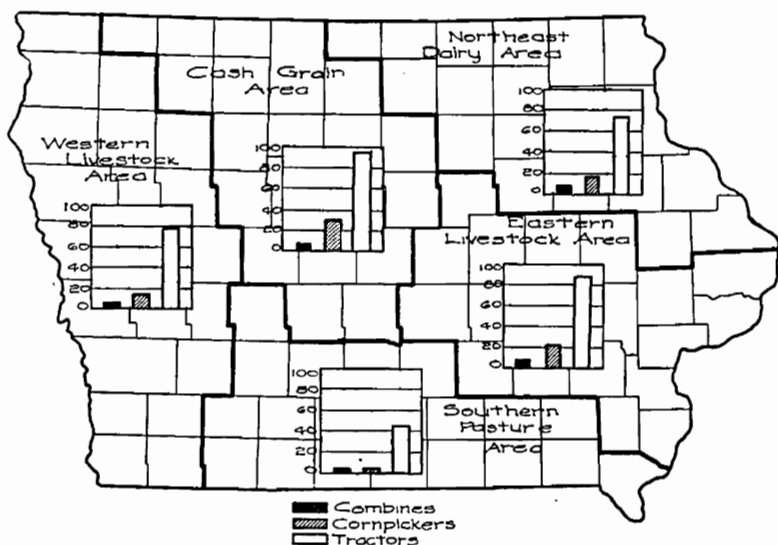 Northeast
Dairy Area
Cash Grain
Area
100
80
60
40
20
0
Western
Livestock
Area
100
80
60
40
20
0
100
80
60
40
20
0
Eastern
Livestock Area
100
80
60
40
20
0
100
80
60
40
20
0
Southern
Pasture
Area
Combines
Cornpickers
Tractors